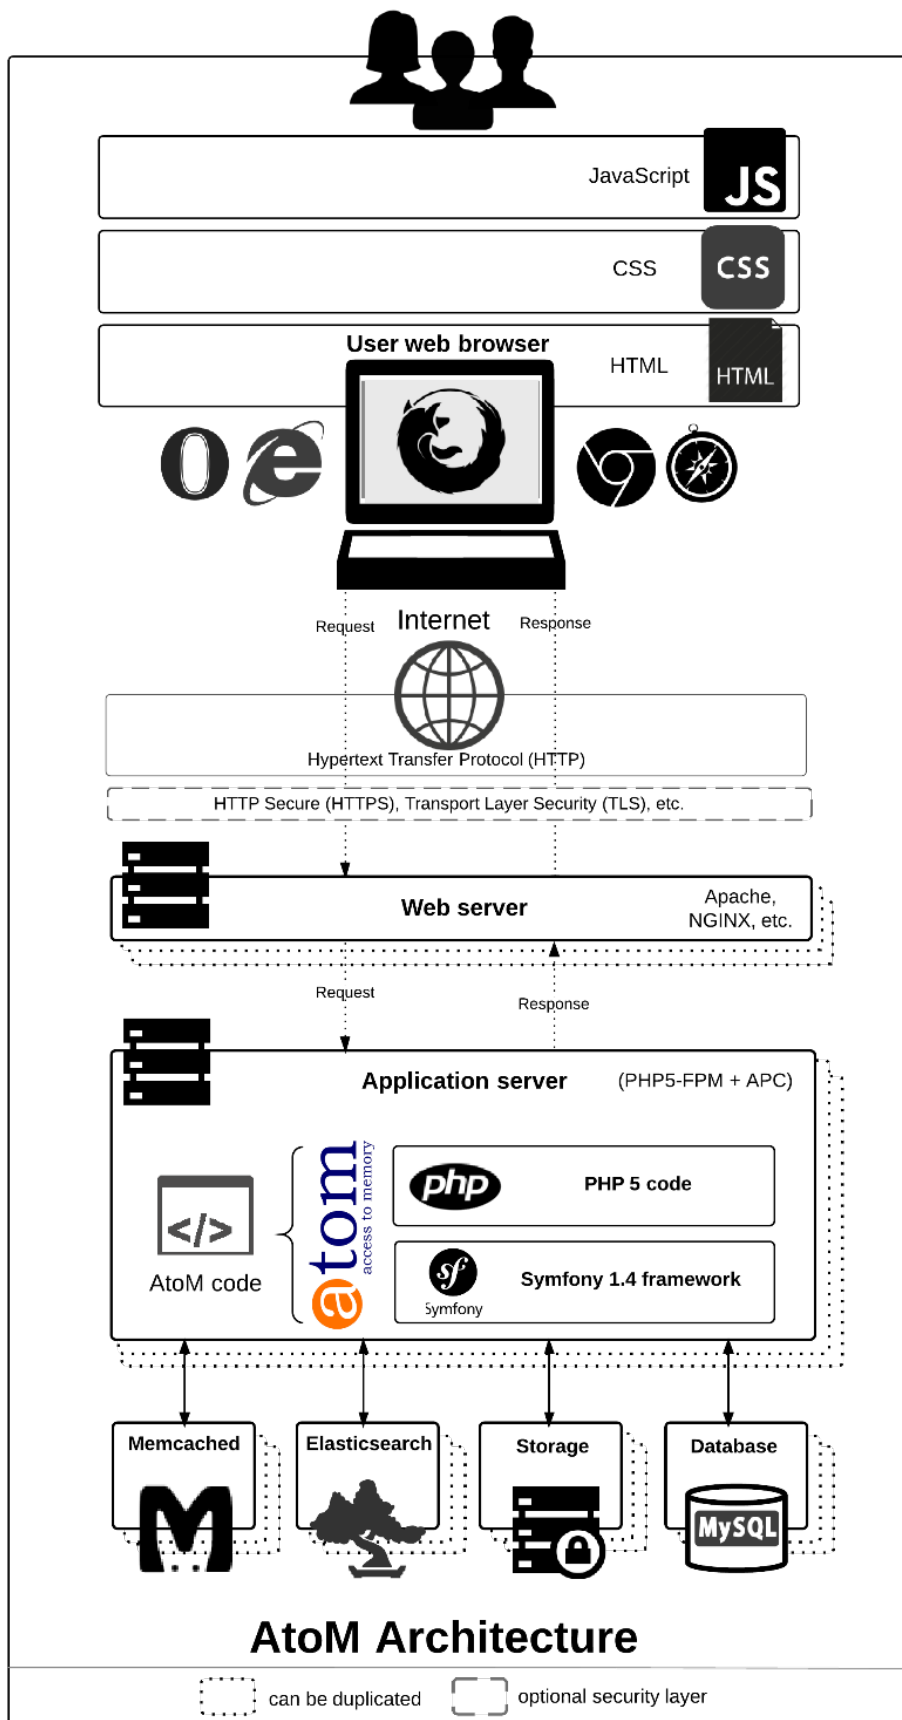 JavaScript
JS
CSS
CSS
User web browser
HTML
HTML
Internet
Request
Response
Hypertext Transfer Protocol (HTTP)
HTTP Secure (HTTPS), Transport Layer Security (TLS), etc.
Web server
Apache,
NGINX, etc.
Request
Response
Application server
(PHP5-FPM + APC)
AtoM code
atom
access to memory
php
PHP 5 code
sf
Symfony
Symfony 1.4 framework
Memcached
Elasticsearch
Storage
Database
M
MySQL
AtoM Architecture
can be duplicated
optional security layer